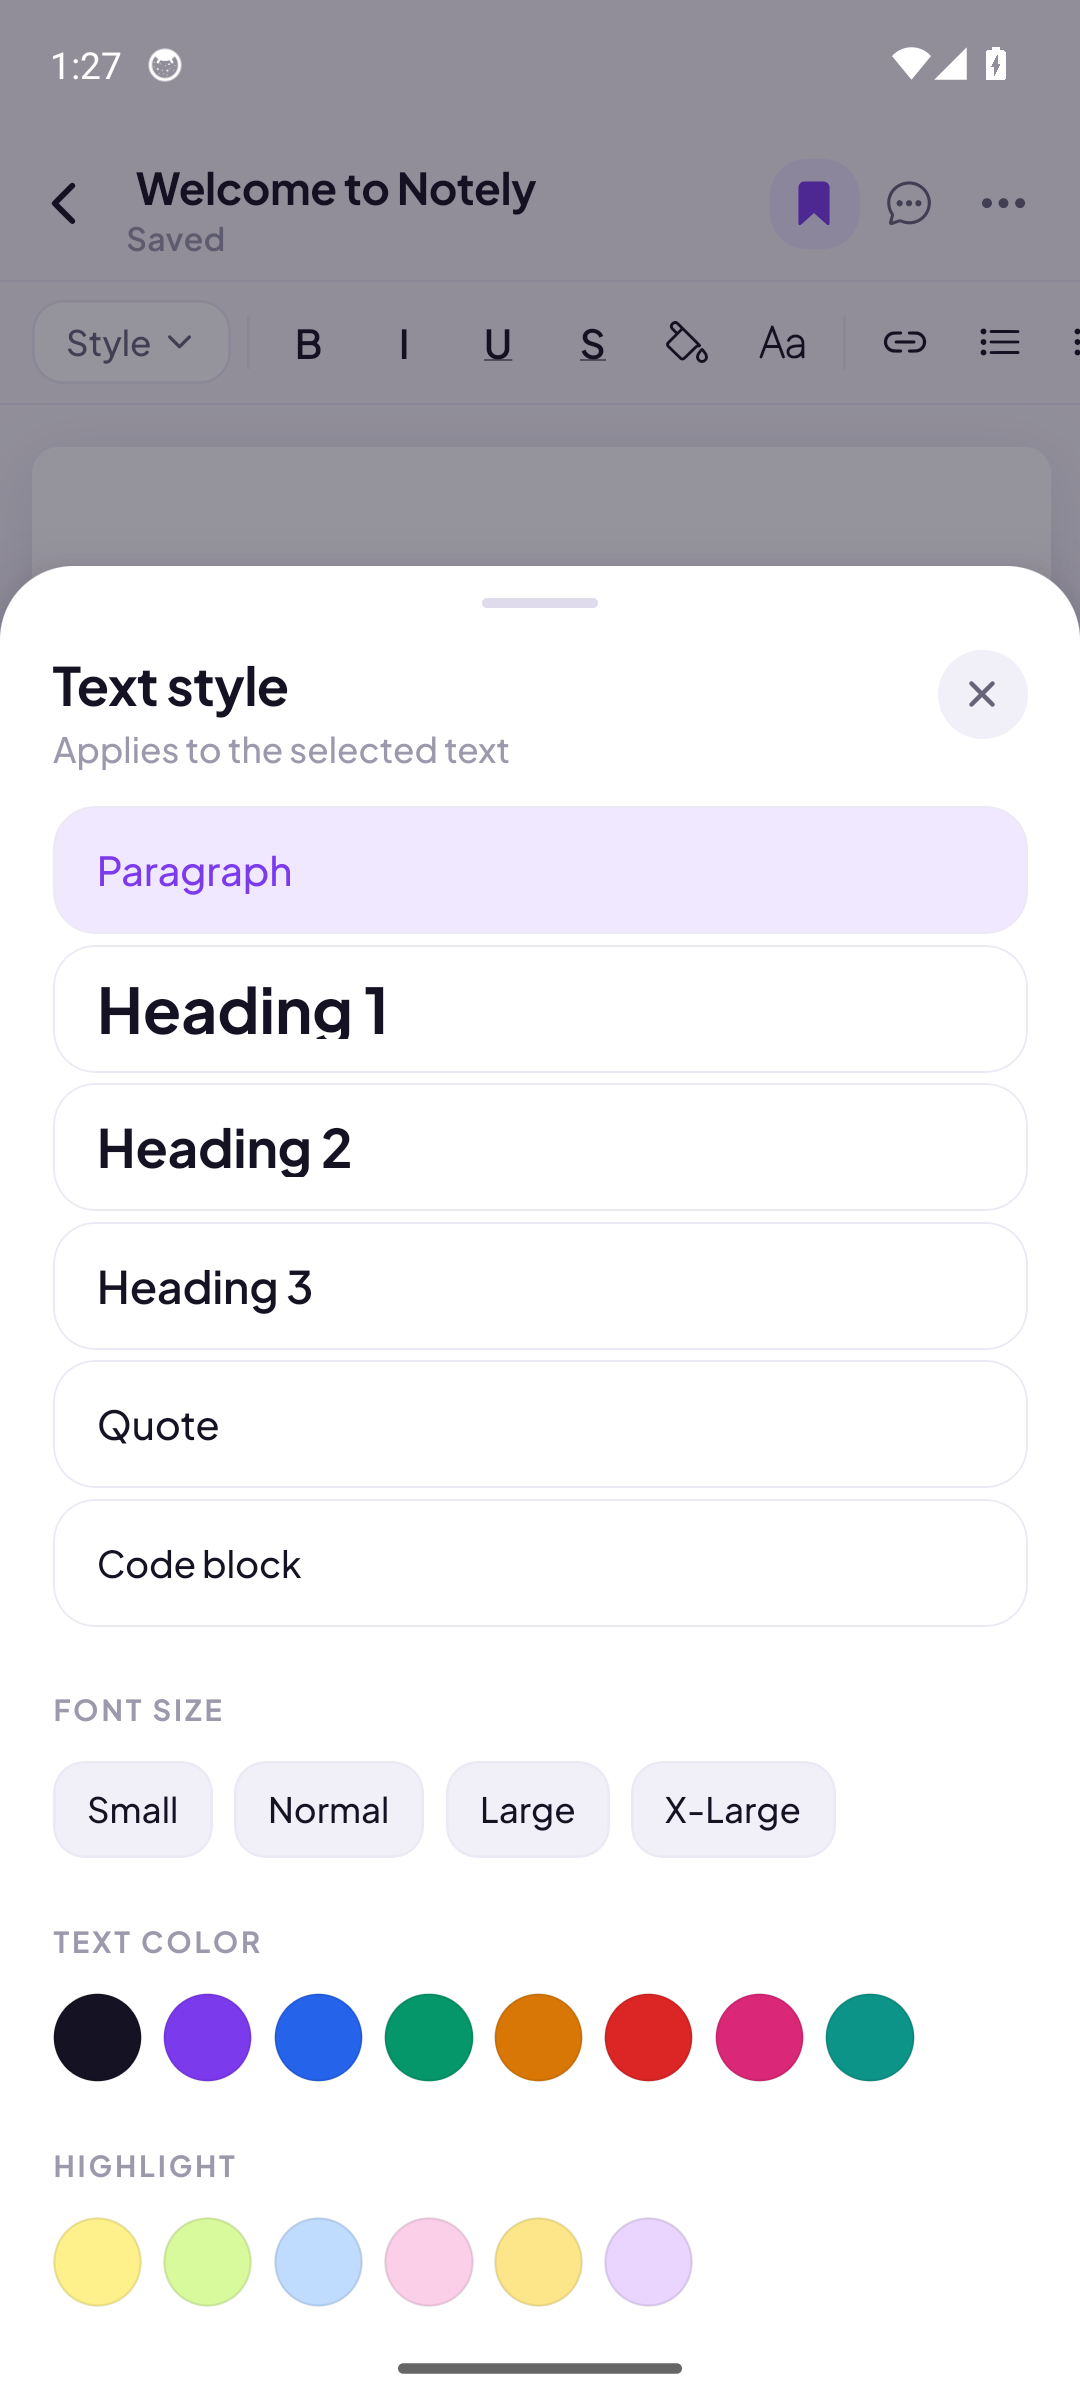 1:27
Welcome to Notely
Saved
Style B I U S Aa
Text style
Applies to the selected text
Paragraph
Heading 1
Heading 2
Heading 3
Quote
Code block
FONT SIZE
Small Normal Large X-Large
TEXT COLOR
HIGHLIGHT